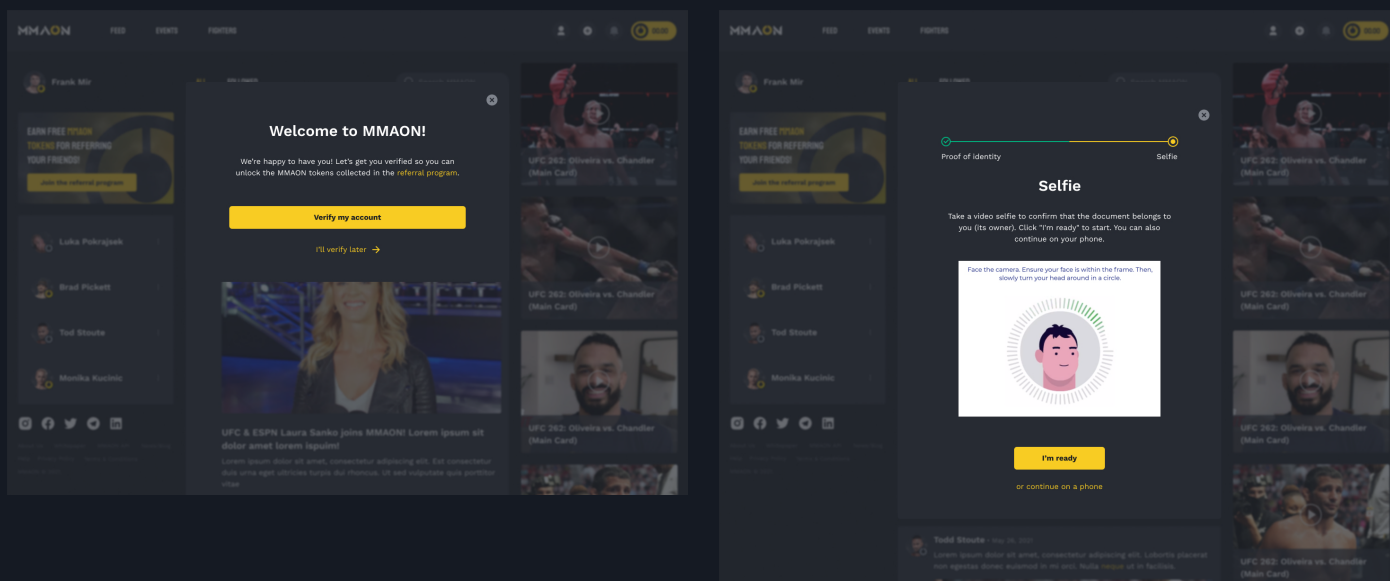 MMAON
FEED EVENTS FIGHTERS
Frank Mir
EARN FREE MMAON
TOKENS FOR REFERRING
YOUR FRIENDS!
Join the referral program
Luka Pokrajsek
Brad Pickett
Tod Stoute
Monika Kucinic
Welcome to MMAON!
We're happy to have you! Let's get you verified so you can
unlock the MMAON tokens collected in the referral program.
Verify my account
I'll verify later
UFC & ESPN Laura Sanko joins MMAON! Lorem ipsum sit
dolor amet lorem ispuim!
Lorem ipsum dolor sit amet, consectetur adipiscing elit. Est consectetur
duis urna eget ubricies turpis dui rhoncius. Ut sed vulputate quis porttitor
vitae
UFC 262: Oliveira vs. Chandler
(Main Card)
UFC 262: Oliveira vs. Chandler
(Main Card)
UFC 262: Oliveira vs. Chandler
(Main Card)
MMAON
FEED EVENTS FIGHTERS
Frank Mir
EARN FREE MMAON
TOKENS FOR REFERRING
YOUR FRIENDS!
Join the referral program
Luka Pokrajsek
Brad Pickett
Tod Stoute
Monika Kucinic
Proof of identity
Selfie
Selfie
Take a video selfie to confirm that the document belongs to
you (its owner). Click "I'm ready" to start. You can also
continue on your phone.
Face the camera. Ensure your face is within the frame. Then,
slowly turn your head around in a circle.
I'm ready
or continue on a phone
Todd Stoute • May 26, 2021
Lorem ipsum dolor sit amet, consectetur adipiscing elit. Lobortis placerat
non egestas donec euismod in mi orci. Nulla neque ut in facilisis.
UFC 262: Oliveira vs. Chandler
(Main Card)
UFC 262: Oliveira vs. Chandler
(Main Card)
UFC 262: Oliveira vs. Chandler
(Main Card)
UFC 262: Oliveira vs. Chandler
(Main Card)